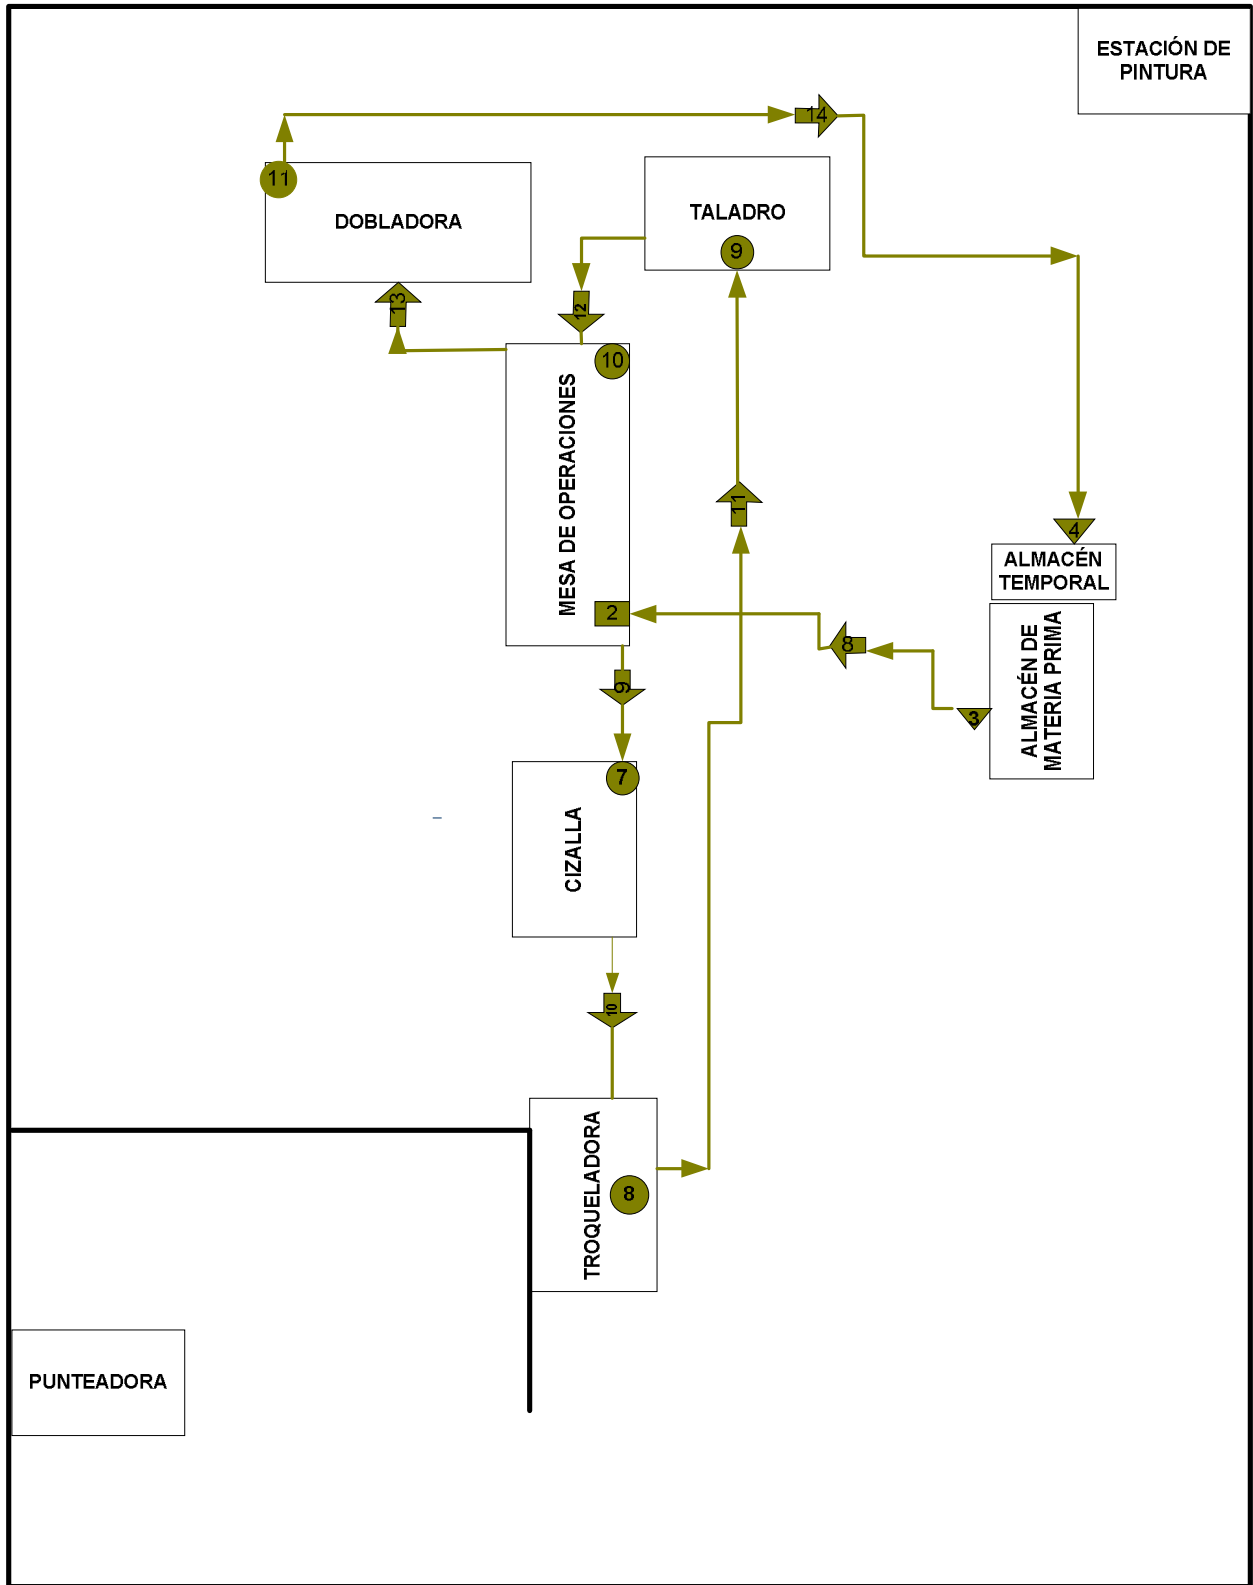 ESTACIÓN DE
PINTURA
14
11
DOBLADORA
TALADRO
9
13
12
10
MESA DE OPERACIONES
11
4
ALMACÉN
TEMPORAL
2
8
ALMACÉN DE
MATERIA PRIMA
3
9
7
CIZALLA
10
TROQUELADORA
8
PUNTEADORA